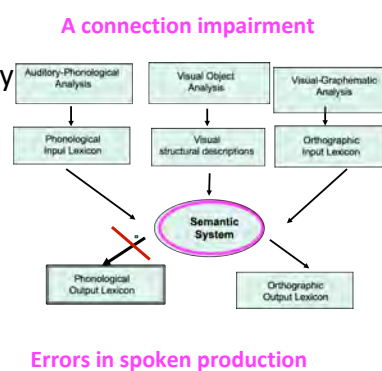 A connection impairment
y
Auditory-Phonological
Analysis
Visual Object
Analysis
Visual-Graphematic
Analysis
Phonological
Input Lexicon
Visual
structural descriptions
Orthographic
Input Lexicon
Semantic
System
Phonological
Output Lexicon
Orthographic
Output Lexicon
Errors in spoken production